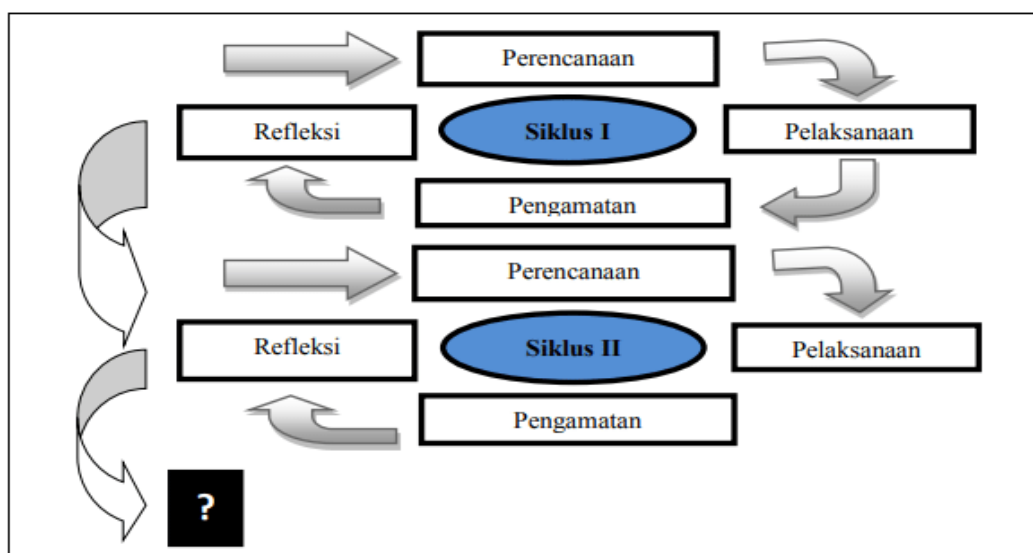 Perencanaan
Refleksi
Siklus I
Pelaksanaan
Pengamatan
Perencanaan
Refleksi
Siklus II
Pelaksanaan
Pengamatan
?